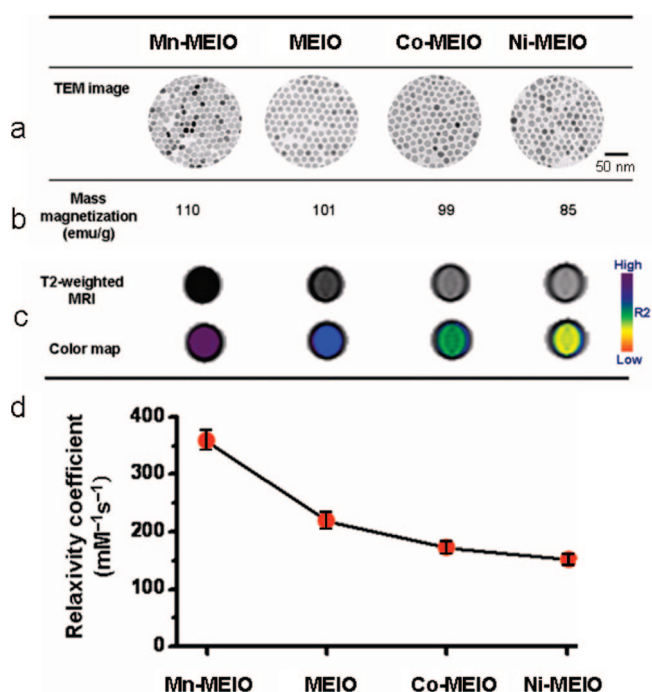 Mn-MEIO MEIO Co-MEIO Ni-MEIO
TEM image
a
50 nm
Mass
magnetization
(emu/g)
110 101 99 85
b
T2-weighted
MRI
High
R2
Low
c
Color map
d
Relaxivity coefficient
(mM⁻¹s⁻¹)
400
300
200
100
0
Mn-MEIO MEIO Co-MEIO Ni-MEIO